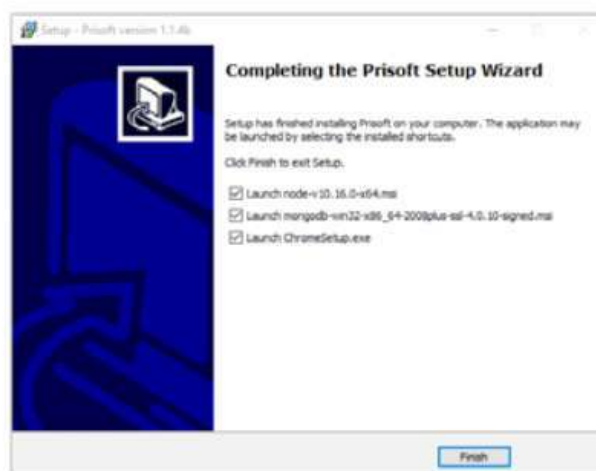 Setup - Prisoft version 1.1.4b
Completing the Prisoft Setup Wizard
Setup has finished installing Prisoft on your computer. The application may
be launched by selecting the installed shortcuts.
Click Finish to exit Setup.
Launch node-v10.16.0-x64.msi
Launch mongodb-win32-x86_64-2008plus-ssl-4.0.10-signed.msi
Launch ChromeSetup.exe
Finish